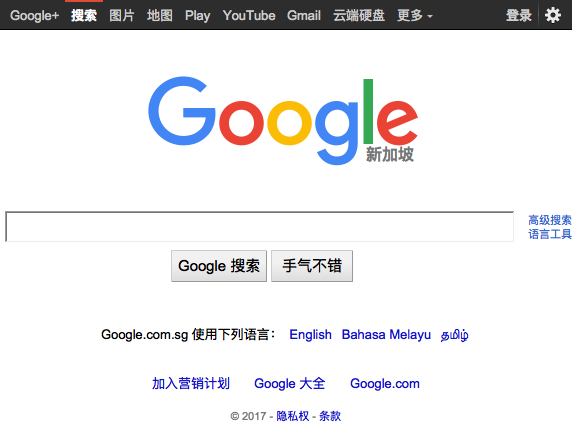 Google+ 搜索 图片 地图 Play YouTube Gmail 云端硬盘 更多 登录
Google
新加坡
高级搜索
语言工具
Google 搜索 手气不错
Google.com.sg 使用下列语言： English Bahasa Melayu தமிழ்
加入营销计划 Google 大全 Google.com
© 2017 - 隐私权 - 条款